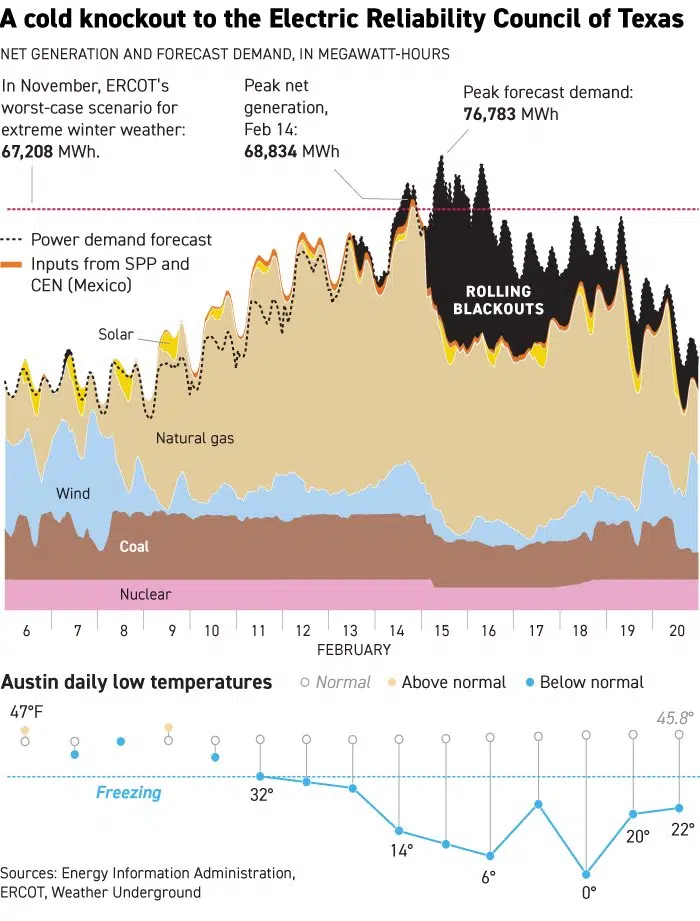 A cold knockout to the Electric Reliability Council of Texas
NET GENERATION AND FORECAST DEMAND, IN MEGAWATT-HOURS
In November, ERCOT's
worst-case scenario for
extreme winter weather:
67,208 MWh.
Peak net
generation,
Feb 14:
68,834 MWh
Peak forecast demand:
76,783 MWh
Power demand forecast
Inputs from SPP and
CEN (Mexico)
ROLLING
BLACKOUTS
Solar
Natural gas
Wind
Coal
Nuclear
6 7 8 9 10 11 12 13 14 15 16 17 18 19 20
FEBRUARY
Austin daily low temperatures Normal Above normal Below normal
47°F
45.8°
Freezing
32°
14°
6°
0°
20°
22°
Sources: Energy Information Administration,
ERCOT, Weather Underground